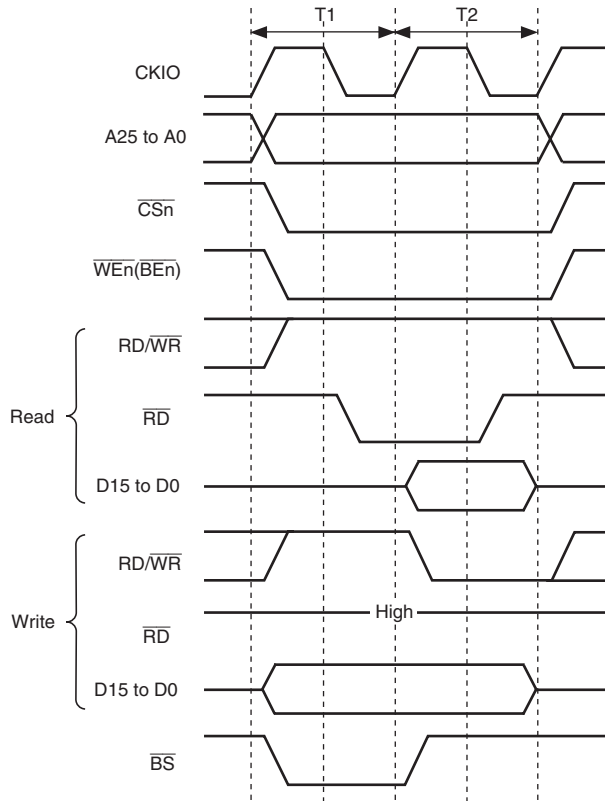 T1 T2
CKIO
A25 to A0
CSn
WEn(BEn)
RD/WR
Read
RD
D15 to D0
RD/WR
High
Write
RD
D15 to D0
BS